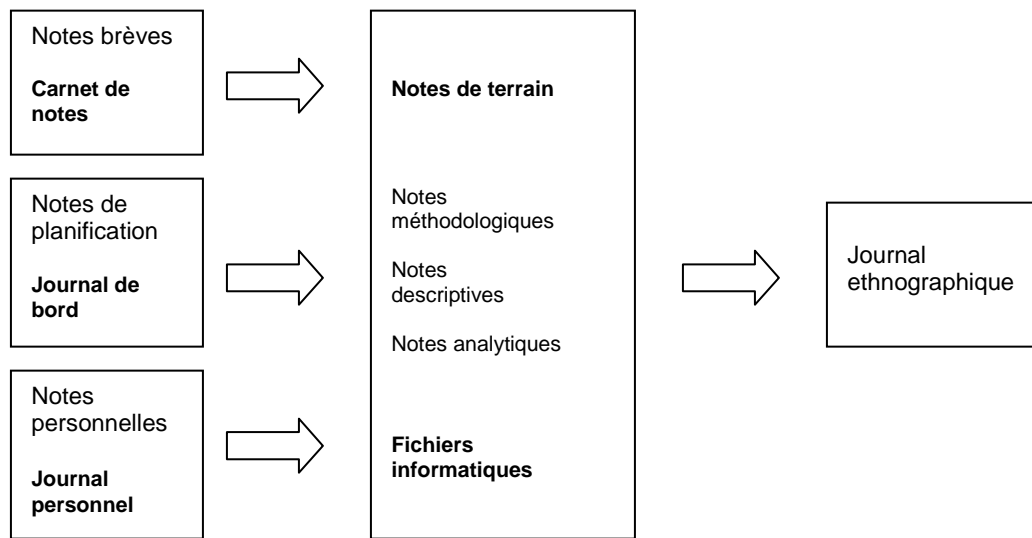 Notes brèves
Carnet de
notes
Notes de
planification
Journal de
bord
Notes
personnelles
Journal
personnel
Notes de terrain
Notes
méthodologiques
Notes
descriptives
Notes analytiques
Fichiers
informatiques
Journal
ethnographique